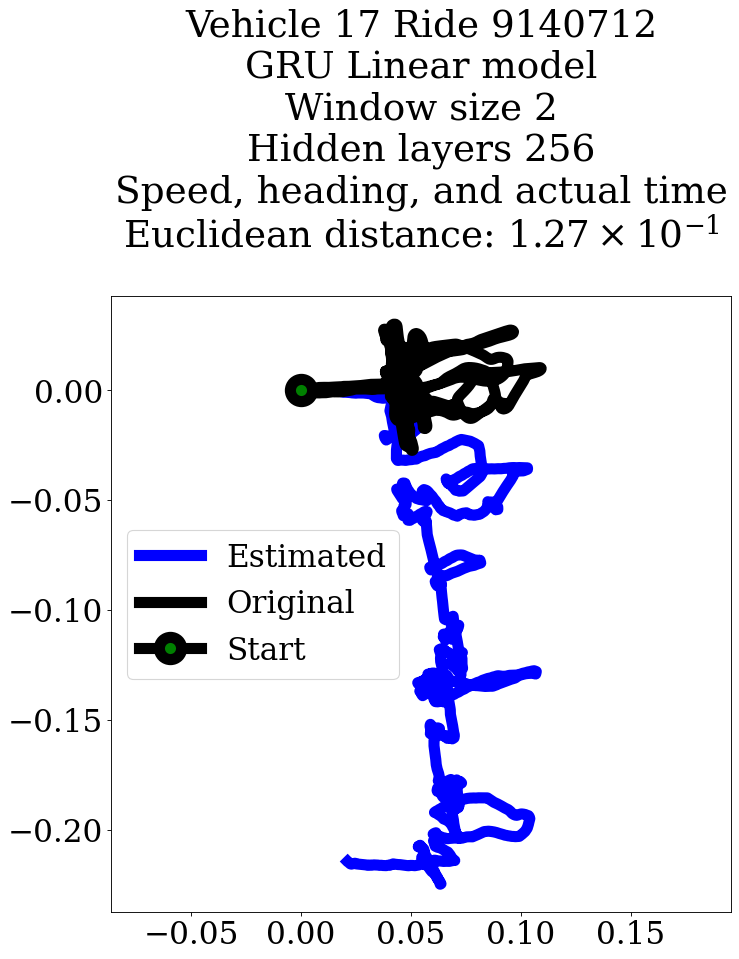 Vehicle 17 Ride 9140712
GRU Linear model
Window size 2
Hidden layers 256
Speed, heading, and actual time
Euclidean distance: 1.27 × 10⁻¹
0.00
−0.05
−0.10
−0.15
−0.20
Estimated
Original
Start
−0.05
0.00
0.05
0.10
0.15